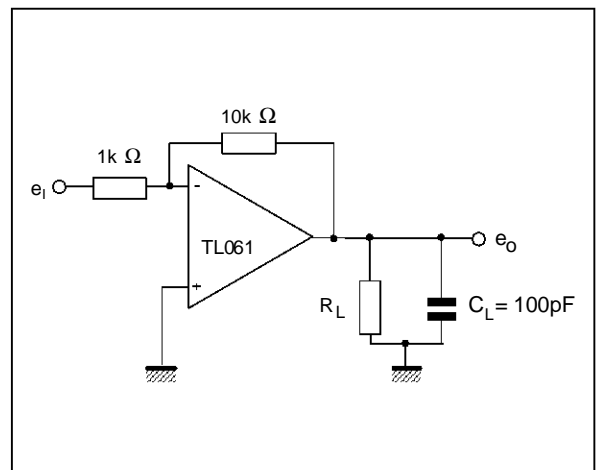 10k Ω
1k Ω
eI
-
TL061
+
eo
RL
CL= 100pF